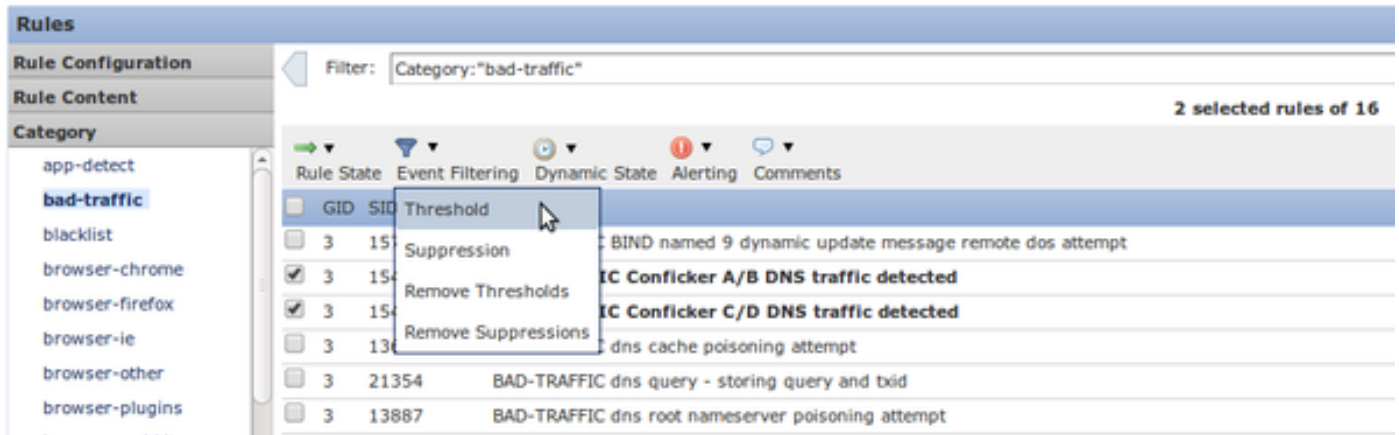 Rules
Rule Configuration
Filter: Category:"bad-traffic"
Rule Content
2 selected rules of 16
Category
app-detect
bad-traffic
blacklist
browser-chrome
browser-firefox
browser-ie
browser-other
browser-plugins
Rule State Event Filtering Dynamic State Alerting Comments
GID SID
Threshold
Suppression
Remove Thresholds
Remove Suppressions
3 15 BIND named 9 dynamic update message remote dos attempt
3 154 IC Conficker A/B DNS traffic detected
3 154 IC Conficker C/D DNS traffic detected
3 13 dns cache poisoning attempt
3 21354 BAD-TRAFFIC dns query - storing query and txid
3 13887 BAD-TRAFFIC dns root nameserver poisoning attempt